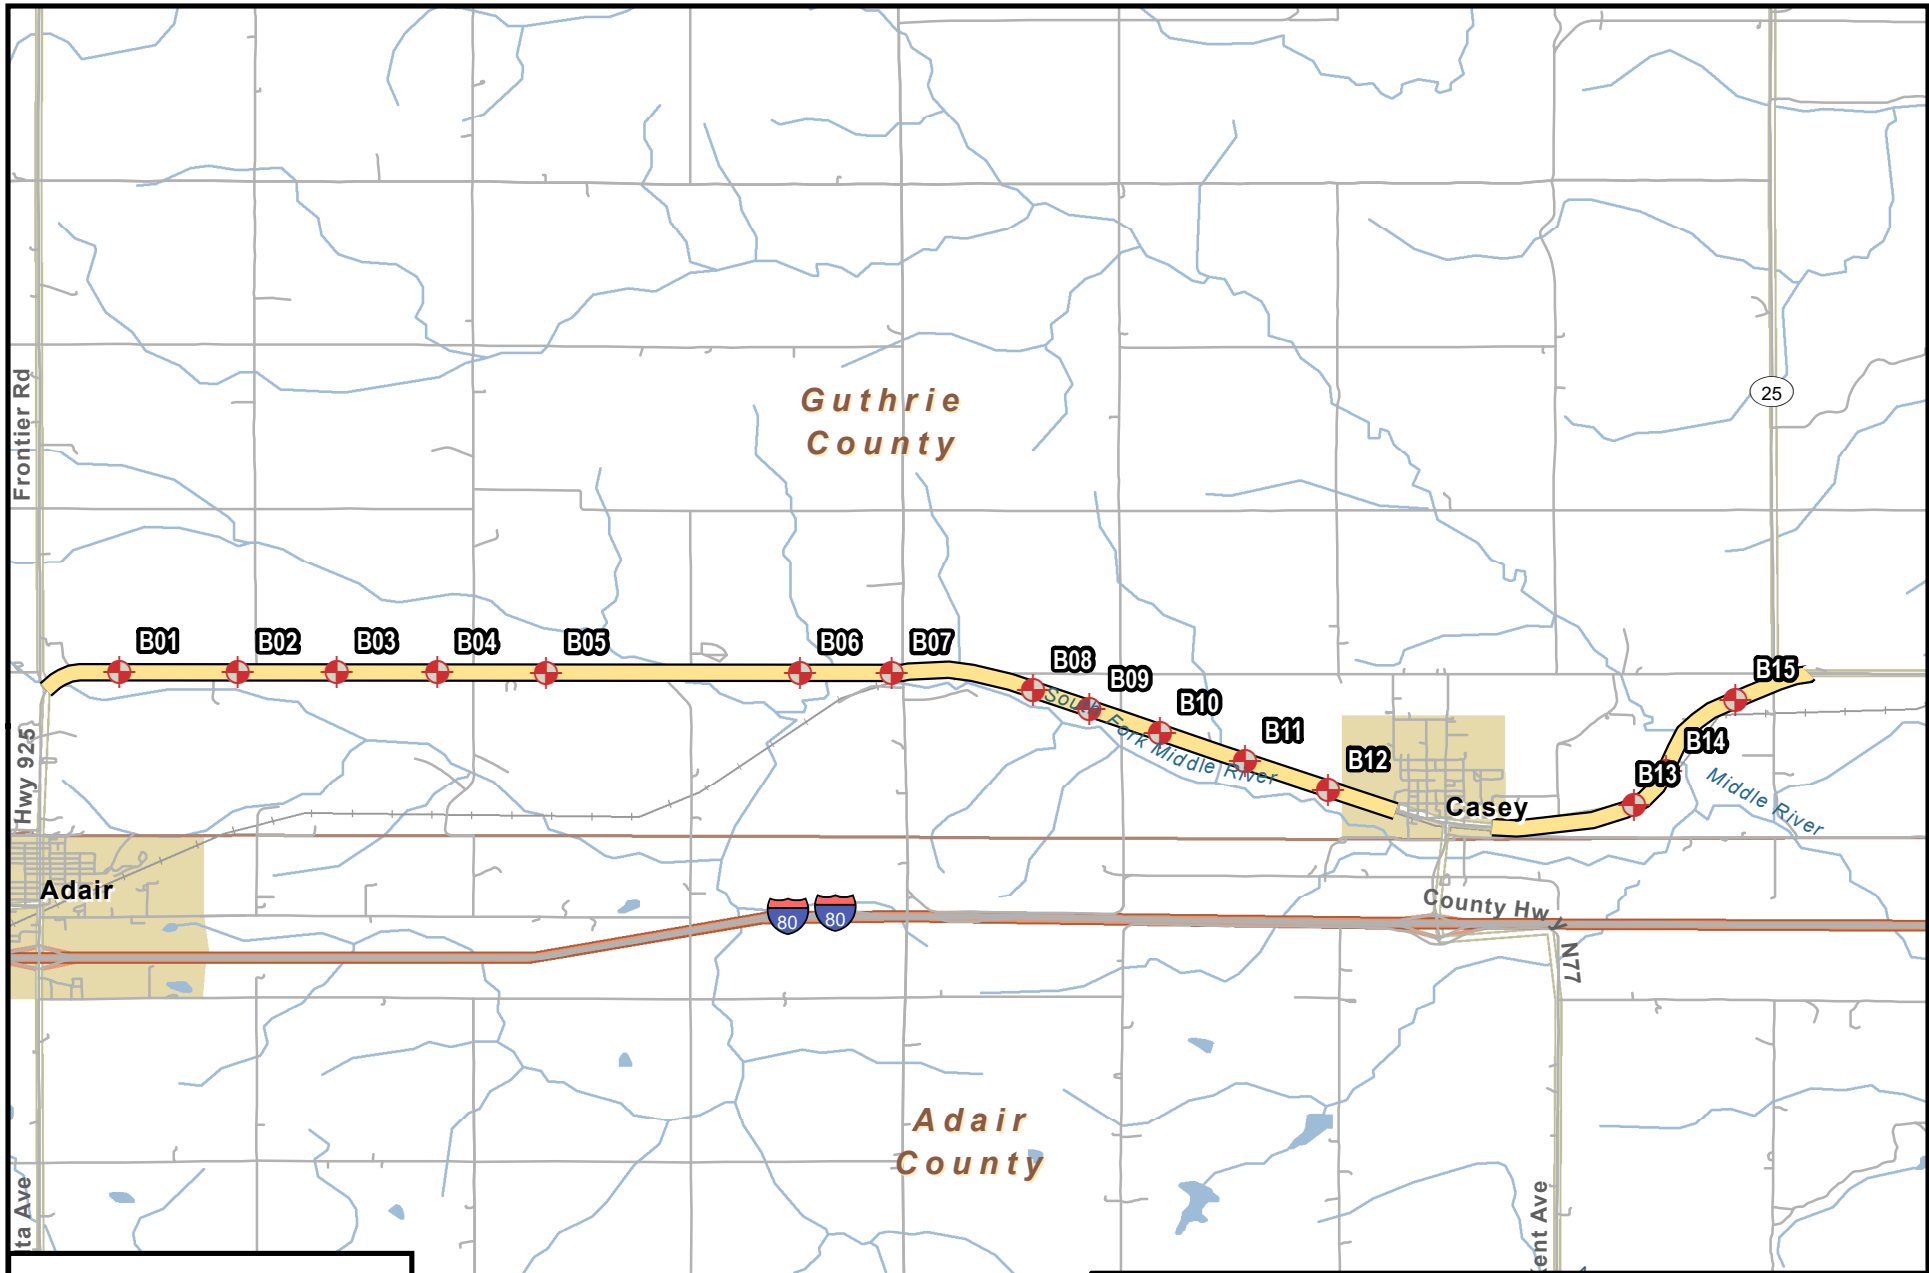 Frontier Rd
Guthrie
County
25
B01
B02
B03
B04
B05
B06
B07
B08
B09
B10
B11
B12
B13
B14
B15
South Fork Middle River
Middle River
Hwy 925
Casey
Adair
80
80
County Hwy N77
Adair
County
ta Ave
ent Ave